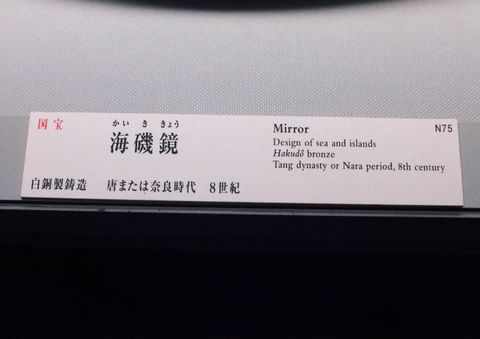 国宝
かいききょう
海磯鏡
白銅製鋳造 唐または奈良時代 8世紀
Mirror
Design of sea and islands
Hakudô bronze
Tang dynasty or Nara period, 8th century
N75